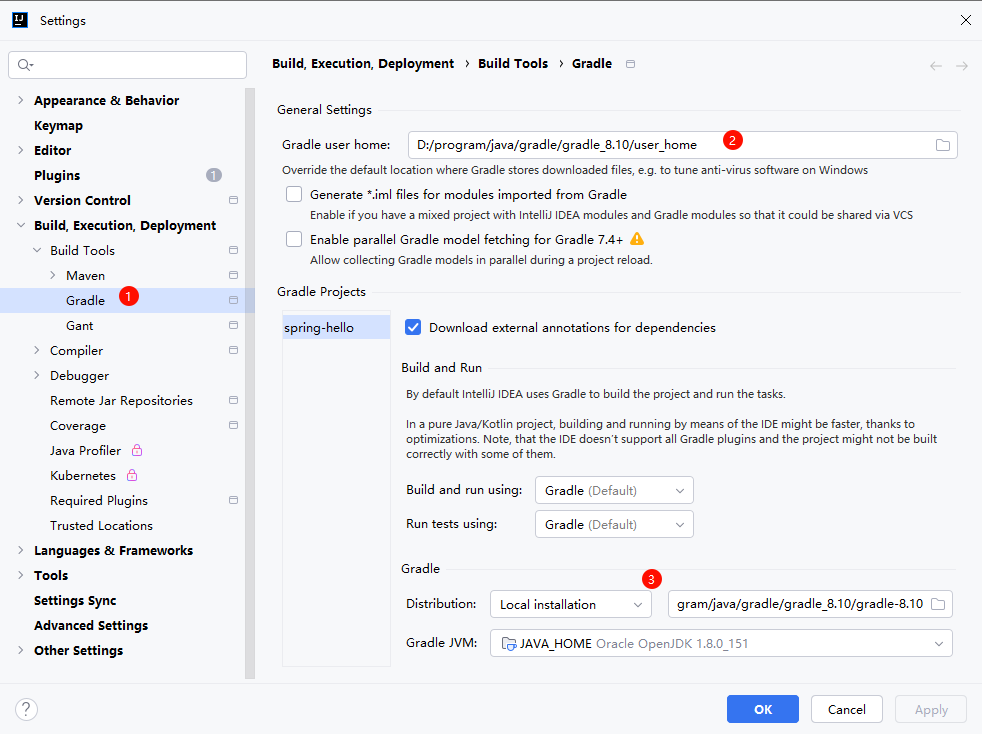 Settings
Build, Execution, Deployment › Build Tools › Gradle
Appearance & Behavior
Keymap
Editor
Plugins 1
Version Control
Build, Execution, Deployment
Build Tools
Maven
Gradle 1
Gant
Compiler
Debugger
Remote Jar Repositories
Coverage
Java Profiler
Kubernetes
Required Plugins
Trusted Locations
Languages & Frameworks
Tools
Settings Sync
Advanced Settings
Other Settings
General Settings
Gradle user home: D:/program/java/gradle/gradle_8.10/user_home 2
Override the default location where Gradle stores downloaded files, e.g. to tune anti-virus software on Windows
Generate *.iml files for modules imported from Gradle
Enable if you have a mixed project with IntelliJ IDEA modules and Gradle modules so that it could be shared via VCS
Enable parallel Gradle model fetching for Gradle 7.4+
Allow collecting Gradle models in parallel during a project reload.
Gradle Projects
spring-hello
Download external annotations for dependencies
Build and Run
By default IntelliJ IDEA uses Gradle to build the project and run the tasks.
In a pure Java/Kotlin project, building and running by means of the IDE might be faster, thanks to
optimizations. Note, that the IDE doesn't support all Gradle plugins and the project might not be built
correctly with some of them.
Build and run using: Gradle (Default)
Run tests using: Gradle (Default)
Gradle
3
Distribution: Local installation gram/java/gradle/gradle_8.10/gradle-8.10
Gradle JVM: JAVA_HOME Oracle OpenJDK 1.8.0_151
?
OK
Cancel
Apply